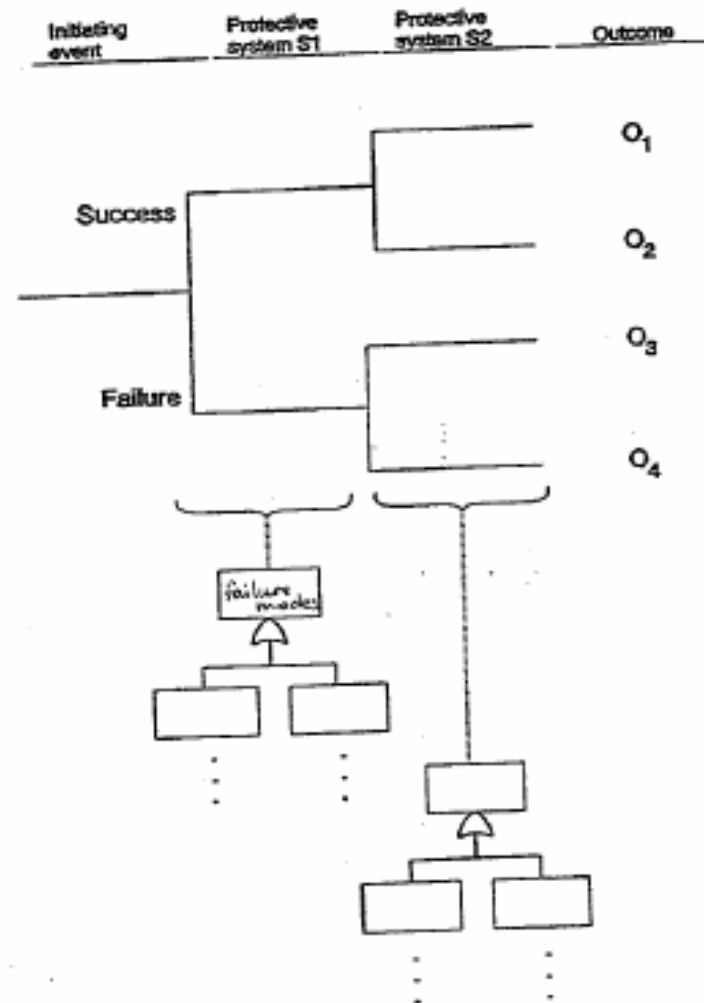 Initiating
event
Protective
system S1
Protective
system S2
Outcome
O1
Success
O2
O3
Failure
O4
failure
modes